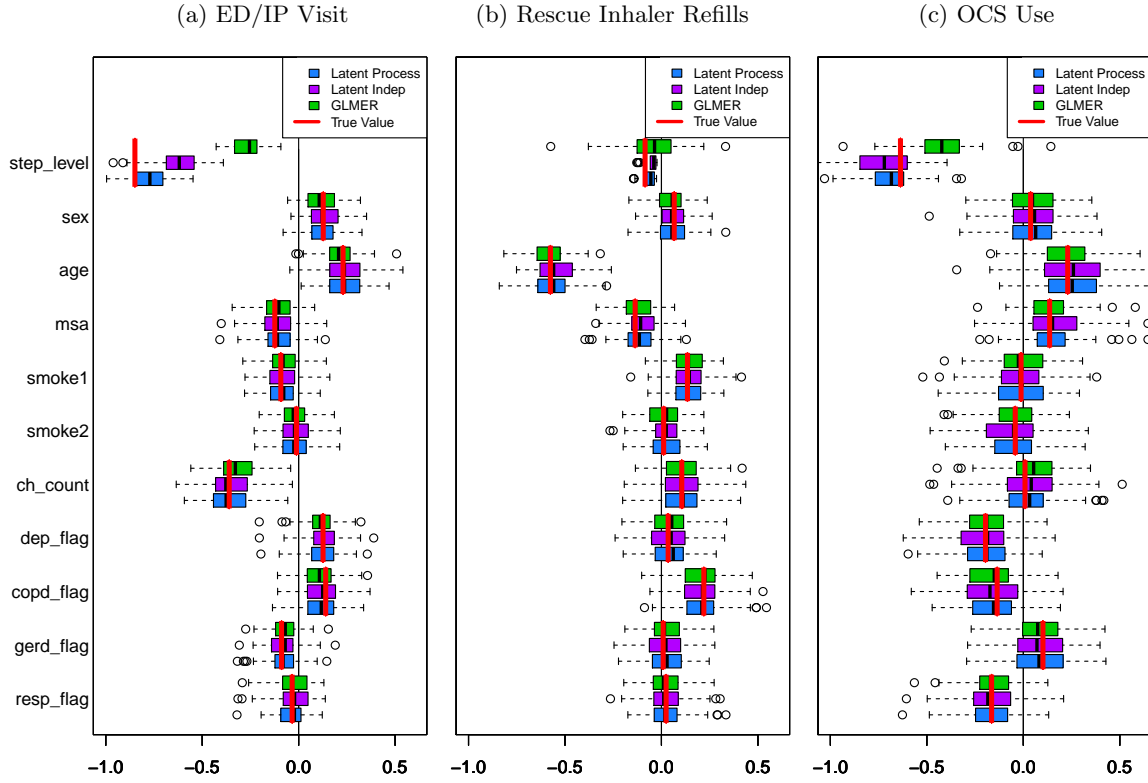 (a) ED/IP Visit
(b) Rescue Inhaler Refills
(c) OCS Use
Latent Process
Latent Indep
GLMER
True Value
Latent Process
Latent Indep
GLMER
True Value
Latent Process
Latent Indep
GLMER
True Value
step_level
sex
age
msa
smoke1
smoke2
ch_count
dep_flag
copd_flag
gerd_flag
resp_flag
−1.0 −0.5 0.0 0.5
−1.0 −0.5 0.0 0.5
−1.0 −0.5 0.0 0.5